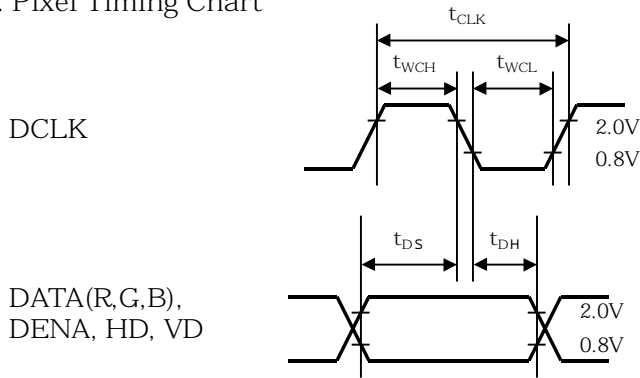 . Pixel Timing Chart
tCLK
tWCH tWCL
DCLK
2.0V
0.8V
tDS tDH
DATA(R,G,B),
DENA, HD, VD
2.0V
0.8V